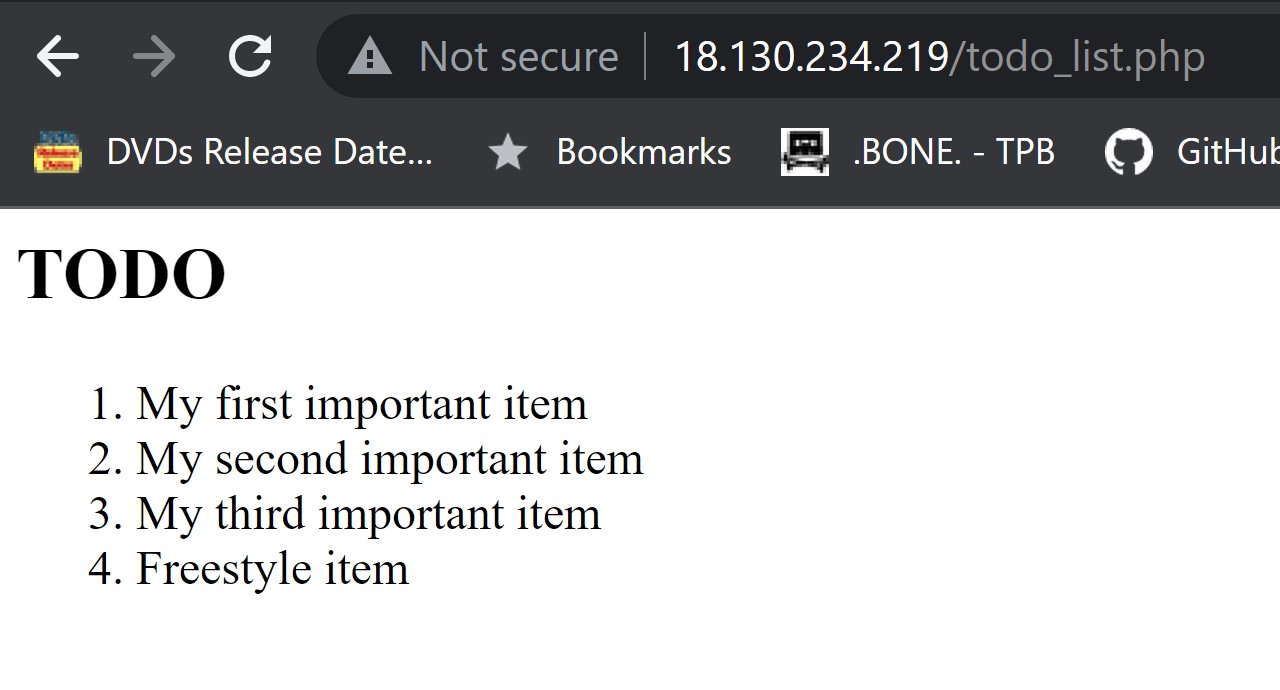 Not secure 18.130.234.219/todo_list.php
DVDs Release Date... Bookmarks .BONE. - TPB GitHub
TODO
1. My first important item
2. My second important item
3. My third important item
4. Freestyle item